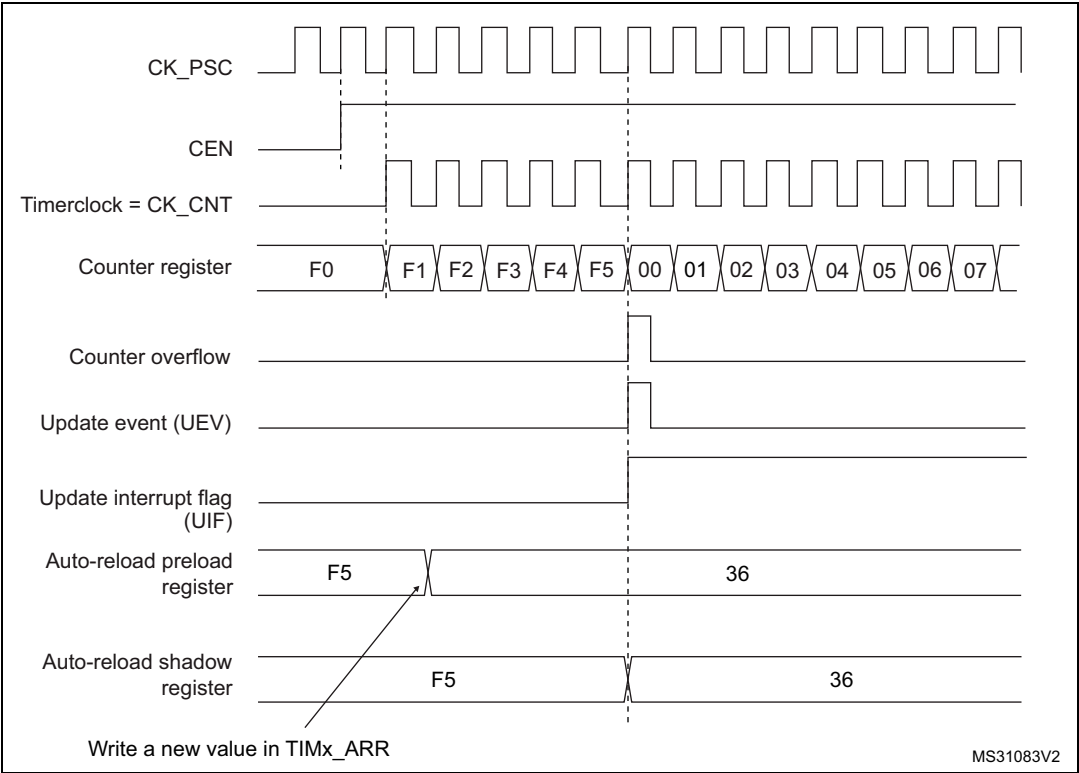 CK_PSC
CEN
Timerclock = CK_CNT
Counter register
F0 F1 F2 F3 F4 F5 00 01 02 03 04 05 06 07
Counter overflow
Update event (UEV)
Update interrupt flag
(UIF)
Auto-reload preload
register
F5 36
Auto-reload shadow
register
F5 36
Write a new value in TIMx_ARR
MS31083V2